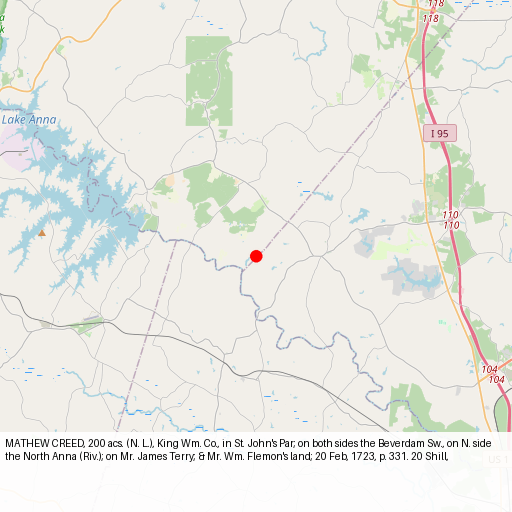 118
118
Lake Anna
I 95
110
110
104
104
MATHEW CREED, 200 acs. (N. L.), King Wm. Co., in St. John's Par, on both sides the Beverdam Sw., on N. side
the North Anna (Riv.); on Mr. James Terry; & Mr. Wm. Flemon's land; 20 Feb, 1723, p. 331. 20 Shill,
US 1